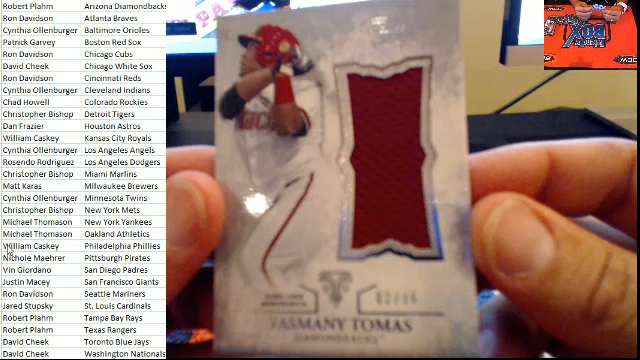 Robert Plahm Arizona Diamondbacks
Ron Davidson Atlanta Braves
Cynthia Ollenburger Baltimore Orioles
Patrick Garvey Boston Red Sox
Ron Davidson Chicago Cubs
David Cheek Chicago White Sox
Ron Davidson Cincinnati Reds
Cynthia Ollenburger Cleveland Indians
Chad Howell Colorado Rockies
Christopher Bishop Detroit Tigers
Dan Frazier Houston Astros
William Caskey Kansas City Royals
Cynthia Ollenburger Los Angeles Angels
Rosendo Rodriguez Los Angeles Dodgers
Christopher Bishop Miami Marlins
Matt Karas Milwaukee Brewers
Cynthia Ollenburger Minnesota Twins
Christopher Bishop New York Mets
Michael Thomason New York Yankees
Michael Thomason Oakland Athletics
William Caskey Philadelphia Phillies
Nichole Maehrer Pittsburgh Pirates
Vin Giordano San Diego Padres
Justin Macey San Francisco Giants
Ron Davidson Seattle Mariners
Jared Stupsky St. Louis Cardinals
Robert Plahm Tampa Bay Rays
Robert Plahm Texas Rangers
David Cheek Toronto Blue Jays
David Cheek Washington Nationals
YASMANY TOMAS
DIAMONDBACKS
BOX